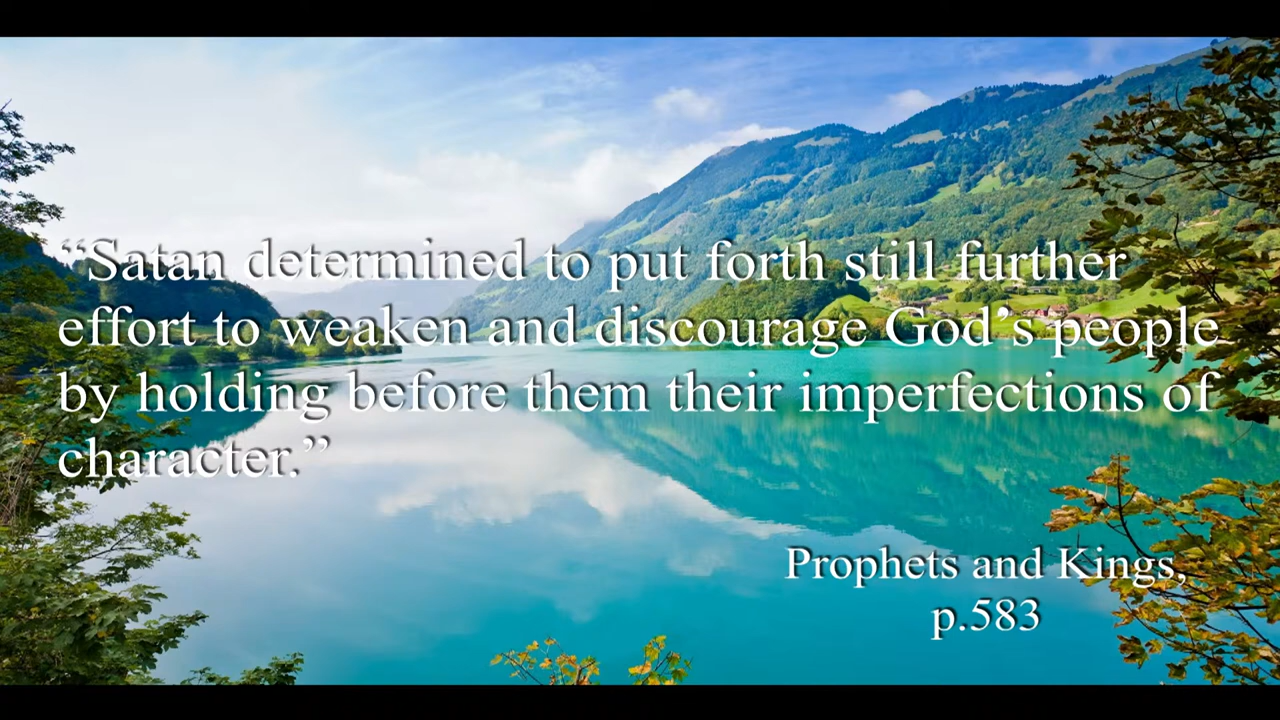 “Satan determined to put forth still further
effort to weaken and discourage God’s people
by holding before them their imperfections of
character.”
Prophets and Kings,
p.583